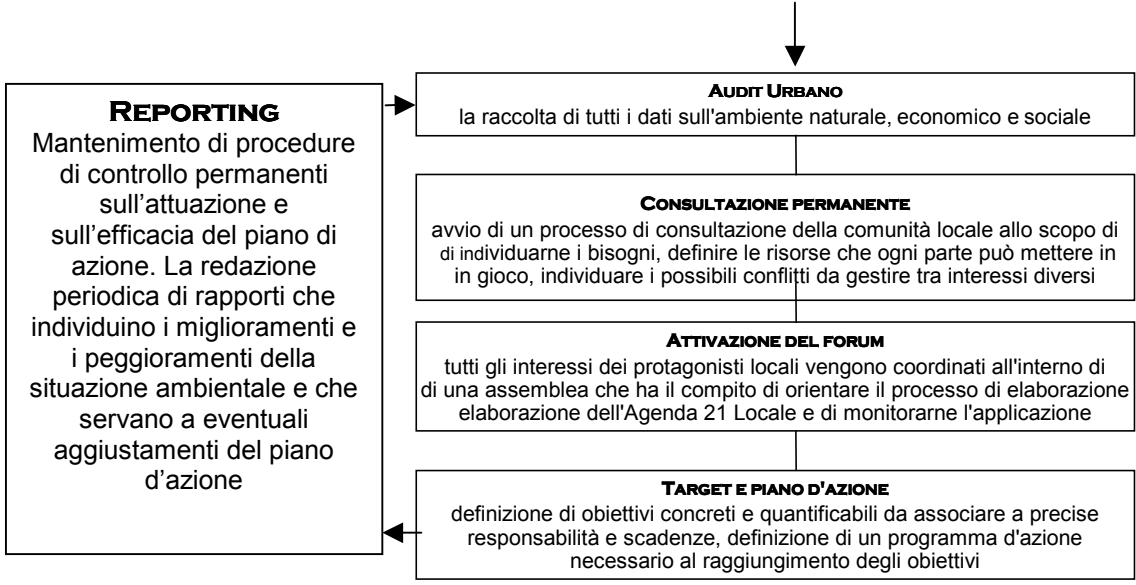 REPORTING
Mantenimento di procedure
di controllo permanenti
sull’attuazione e
sull’efficacia del piano di
azione. La redazione
periodica di rapporti che
individuino i miglioramenti e
i peggioramenti della
situazione ambientale e che
servano a eventuali
aggiustamenti del piano
d’azione
AUDIT URBANO
la raccolta di tutti i dati sull'ambiente naturale, economico e sociale
CONSULTAZIONE PERMANENTE
avvio di un processo di consultazione della comunità locale allo scopo di
di individuarne i bisogni, definire le risorse che ogni parte può mettere in
in gioco, individuare i possibili conflitti da gestire tra interessi diversi
ATTIVAZIONE DEL FORUM
tutti gli interessi dei protagonisti locali vengono coordinati all'interno di
di una assemblea che ha il compito di orientare il processo di elaborazione
elaborazione dell'Agenda 21 Locale e di monitorarne l'applicazione
TARGET E PIANO D'AZIONE
definizione di obiettivi concreti e quantificabili da associare a precise
responsabilità e scadenze, definizione di un programma d'azione
necessario al raggiungimento degli obiettivi